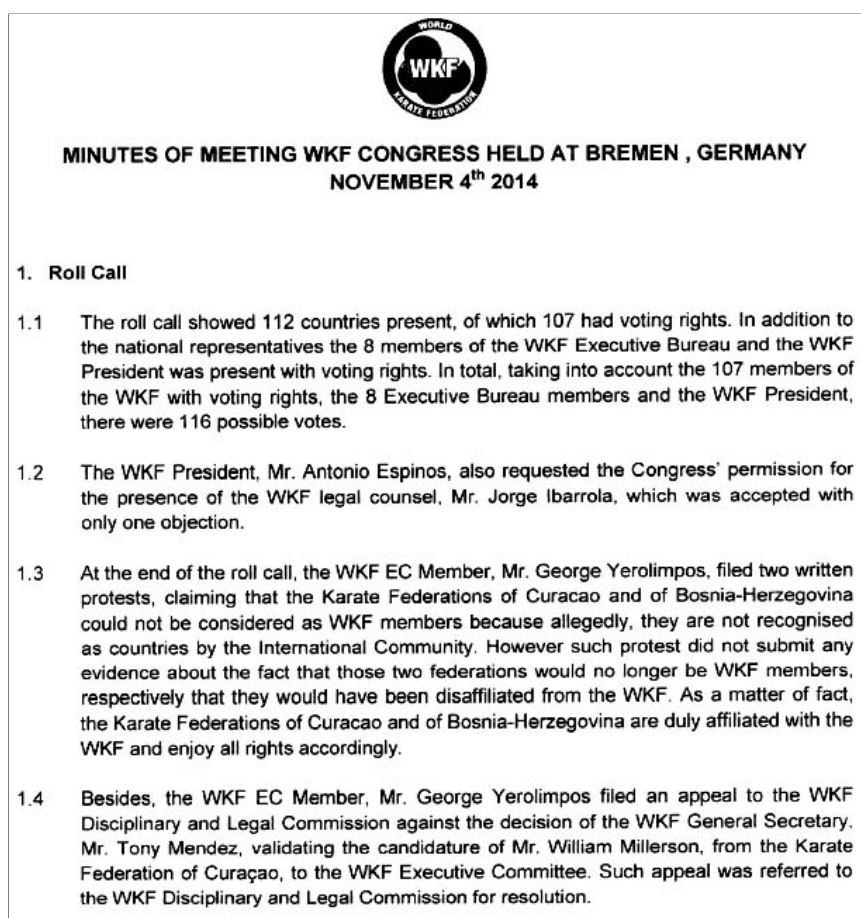 WORLD
WKF
KARATE FEDERATION
MINUTES OF MEETING WKF CONGRESS HELD AT BREMEN , GERMANY
NOVEMBER 4th 2014
1. Roll Call
1.1 The roll call showed 112 countries present, of which 107 had voting rights. In addition to
the national representatives the 8 members of the WKF Executive Bureau and the WKF
President was present with voting rights. In total, taking into account the 107 members of
the WKF with voting rights, the 8 Executive Bureau members and the WKF President,
there were 116 possible votes.
1.2 The WKF President, Mr. Antonio Espinos, also requested the Congress' permission for
the presence of the WKF legal counsel, Mr. Jorge Ibarrola, which was accepted with
only one objection.
1.3 At the end of the roll call, the WKF EC Member, Mr. George Yerolimpos, filed two written
protests, claiming that the Karate Federations of Curacao and of Bosnia-Herzegovina
could not be considered as WKF members because allegedly, they are not recognised
as countries by the International Community. However such protest did not submit any
evidence about the fact that those two federations would no longer be WKF members,
respectively that they would have been disaffiliated from the WKF. As a matter of fact,
the Karate Federations of Curacao and of Bosnia-Herzegovina are duly affiliated with the
WKF and enjoy all rights accordingly.
1.4 Besides, the WKF EC Member, Mr. George Yerolimpos filed an appeal to the WKF
Disciplinary and Legal Commission against the decision of the WKF General Secretary,
Mr. Tony Mendez, validating the candidature of Mr. William Millerson, from the Karate
Federation of Curaçao, to the WKF Executive Committee. Such appeal was referred to
the WKF Disciplinary and Legal Commission for resolution.